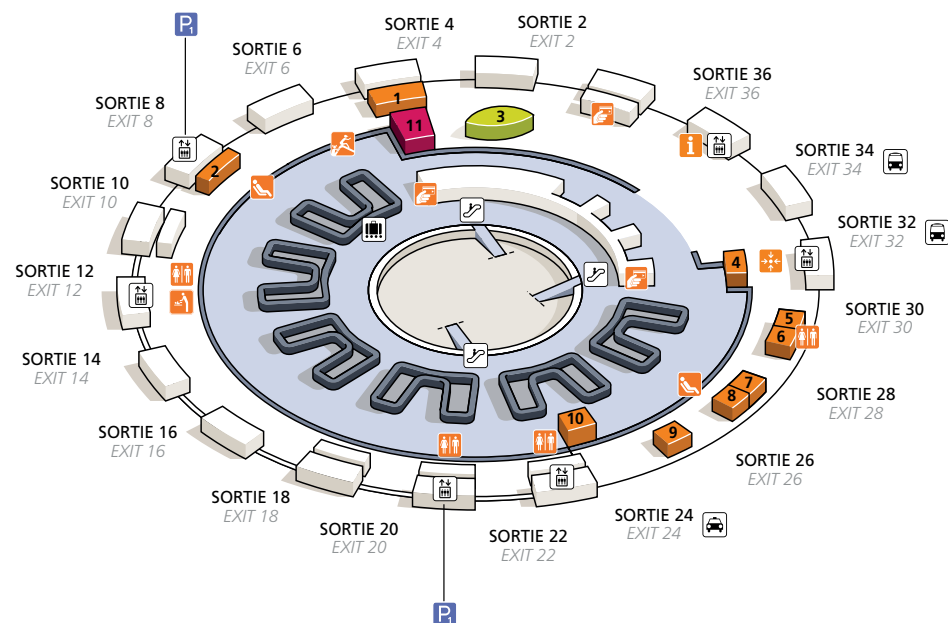 P1
SORTIE 4
EXIT 4
SORTIE 2
EXIT 2
SORTIE 6
EXIT 6
SORTIE 36
EXIT 36
SORTIE 8
EXIT 8
1
3
11
i
SORTIE 34
EXIT 34
2
SORTIE 10
EXIT 10
SORTIE 32
EXIT 32
4
SORTIE 12
EXIT 12
SORTIE 30
EXIT 30
5
6
SORTIE 14
EXIT 14
7
8
SORTIE 28
EXIT 28
10
9
SORTIE 16
EXIT 16
SORTIE 26
EXIT 26
SORTIE 18
EXIT 18
SORTIE 24
EXIT 24
SORTIE 20
EXIT 20
SORTIE 22
EXIT 22
P1